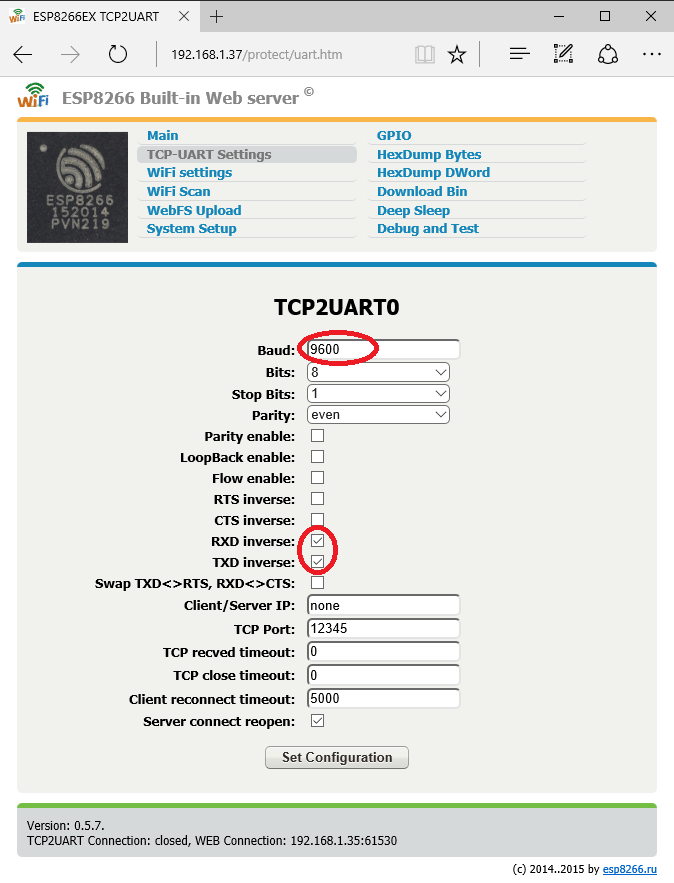 ESP8266EX TCP2UART
192.168.1.37/protect/uart.htm
WiFi ESP8266 Built-in Web server ©
ESP8266
152014
PVN219
Main
TCP-UART Settings
WiFi settings
WiFi Scan
WebFS Upload
System Setup
GPIO
HexDump Bytes
HexDump DWord
Download Bin
Deep Sleep
Debug and Test
TCP2UART0
Baud: 9600
Bits: 8
Stop Bits: 1
Parity: even
Parity enable:
LoopBack enable:
Flow enable:
RTS inverse:
CTS inverse:
RXD inverse:
TXD inverse:
Swap TXD<>RTS, RXD<>CTS:
Client/Server IP: none
TCP Port: 12345
TCP recved timeout: 0
TCP close timeout: 0
Client reconnect timeout: 5000
Server connect reopen:
Set Configuration
Version: 0.5.7.
TCP2UART Connection: closed, WEB Connection: 192.168.1.35:61530
(c) 2014..2015 by esp8266.ru